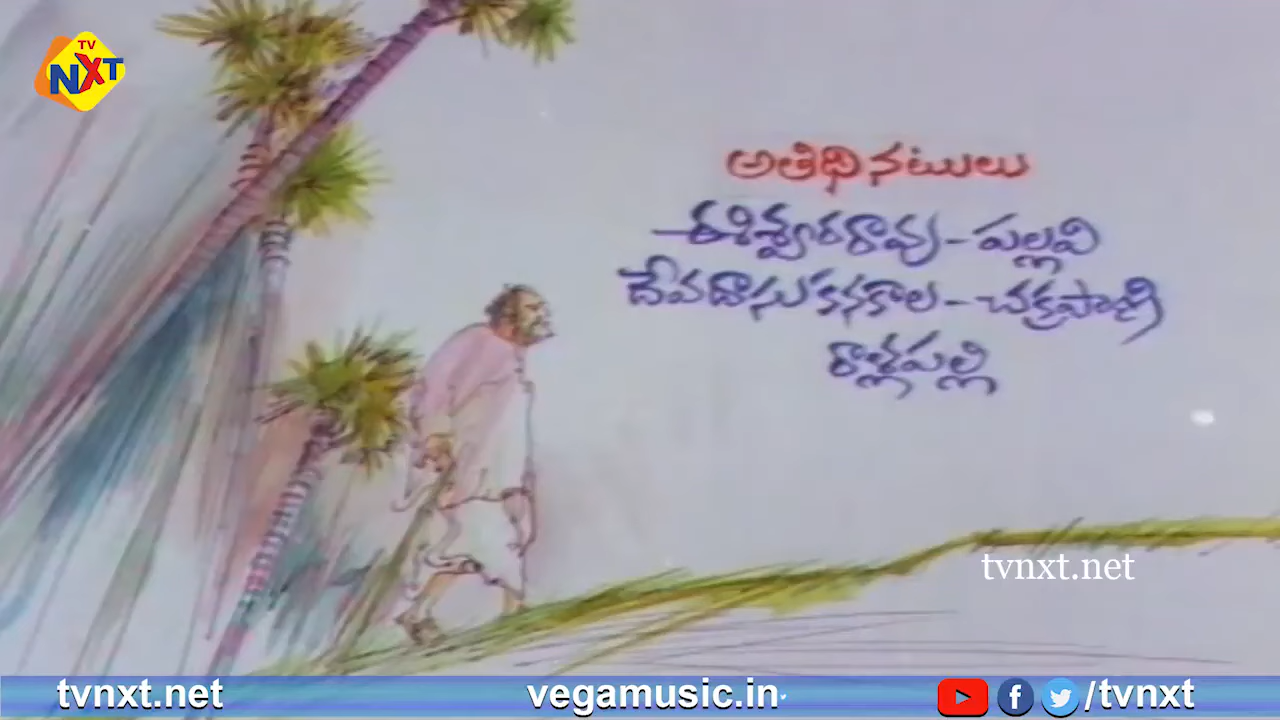 TV
NXT
అతిథి నటులు
ఈశ్వరరావు - పల్లవి
దేవదాసు కనకాల - చక్రపాణి
రాళ్లపల్లి
tvnxt.net
tvnxt.net
vegamusic.in
/tvnxt